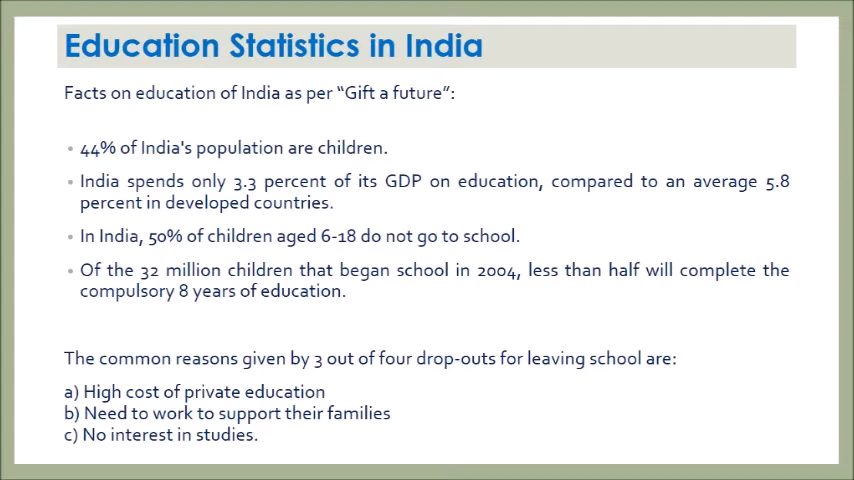 Education Statistics in India
Facts on education of India as per “Gift a future”:
• 44% of India's population are children.
• India spends only 3.3 percent of its GDP on education, compared to an average 5.8
percent in developed countries.
• In India, 50% of children aged 6-18 do not go to school.
• Of the 32 million children that began school in 2004, less than half will complete the
compulsory 8 years of education.
The common reasons given by 3 out of four drop-outs for leaving school are:
a) High cost of private education
b) Need to work to support their families
c) No interest in studies.